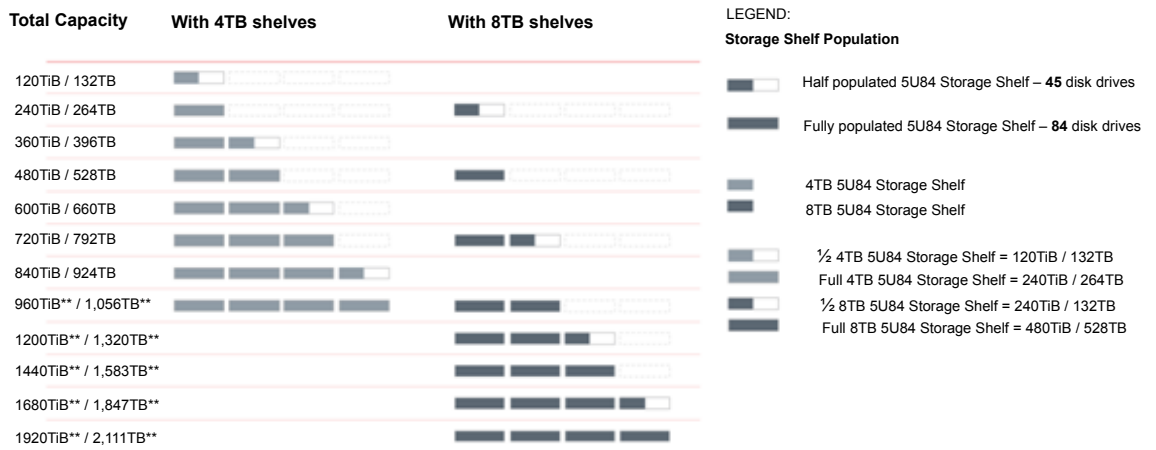 Total Capacity With 4TB shelves With 8TB shelves
120TiB / 132TB
240TiB / 264TB
360TiB / 396TB
480TiB / 528TB
600TiB / 660TB
720TiB / 792TB
840TiB / 924TB
960TiB** / 1,056TB**
1200TiB** / 1,320TB**
1440TiB** / 1,583TB**
1680TiB** / 1,847TB**
1920TiB** / 2,111TB**
LEGEND:
Storage Shelf Population
Half populated 5U84 Storage Shelf – 45 disk drives
Fully populated 5U84 Storage Shelf – 84 disk drives
4TB 5U84 Storage Shelf
8TB 5U84 Storage Shelf
½ 4TB 5U84 Storage Shelf = 120TiB / 132TB
Full 4TB 5U84 Storage Shelf = 240TiB / 264TB
½ 8TB 5U84 Storage Shelf = 240TiB / 132TB
Full 8TB 5U84 Storage Shelf = 480TiB / 528TB